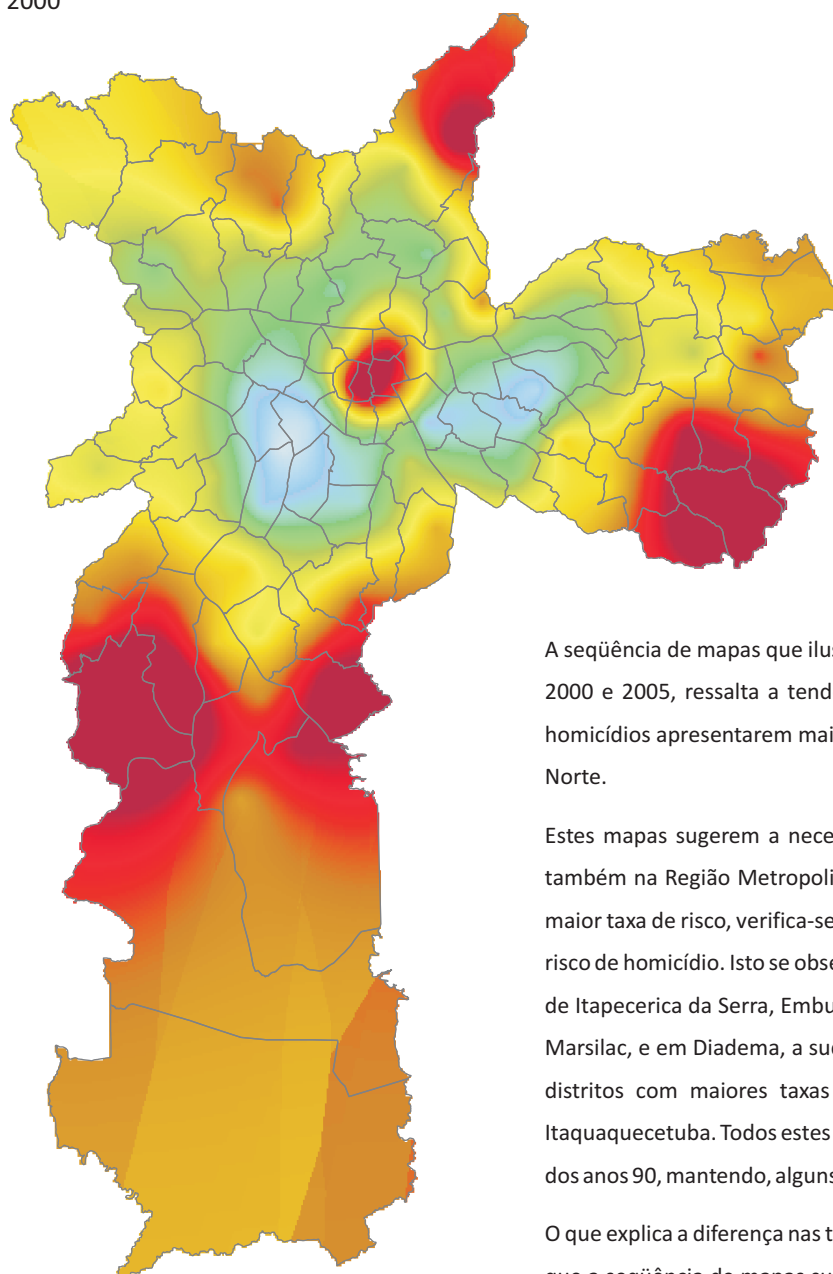 2000
A seqüência de mapas que ilus
2000 e 2005, ressalta a tend
homicídios apresentarem mai
Norte.
Estes mapas sugerem a nece
também na Região Metropoli
maior taxa de risco, verifica-se
risco de homicídio. Isto se obse
de Itapecerica da Serra, Embu
Marsilac, e em Diadema, a suc
distritos com maiores taxas
Itaquaquecetuba. Todos estes
dos anos 90, mantendo, alguns
O que explica a diferença nas t